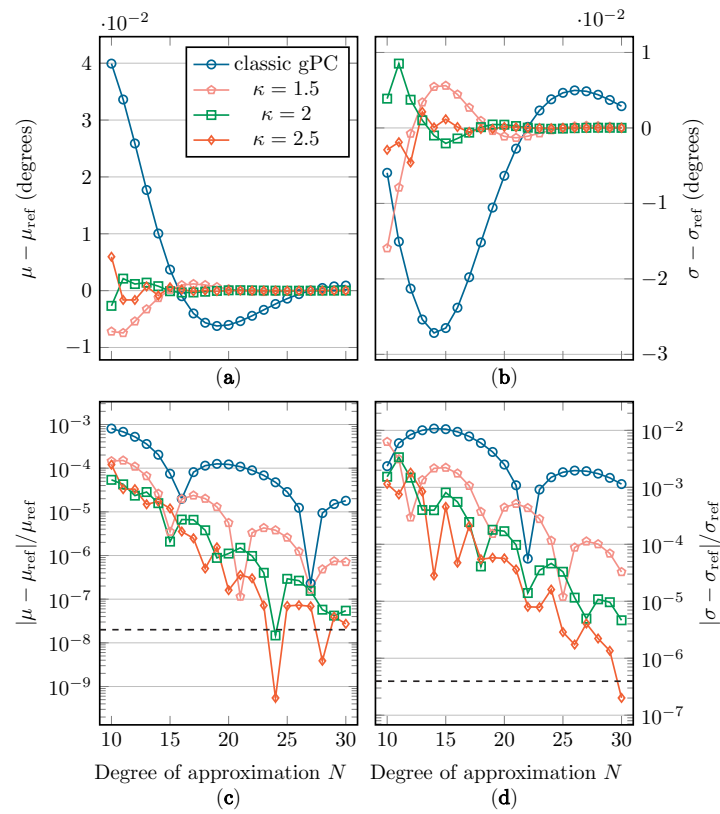 ·10⁻²
4
2
0
−1
μ − μref (degrees)
classic gPC
κ = 1.5
κ = 2
κ = 2.5
(a)
·10⁻²
1
0
−1
−2
−3
σ − σref (degrees)
(b)
10⁻³
10⁻⁴
10⁻⁵
10⁻⁶
10⁻⁷
10⁻⁸
10⁻⁹
|μ − μref|/μref
10 15 20 25 30
Degree of approximation N
(c)
10⁻²
10⁻³
10⁻⁴
10⁻⁵
10⁻⁶
10⁻⁷
|σ − σref|/σref
10 15 20 25 30
Degree of approximation N
(d)